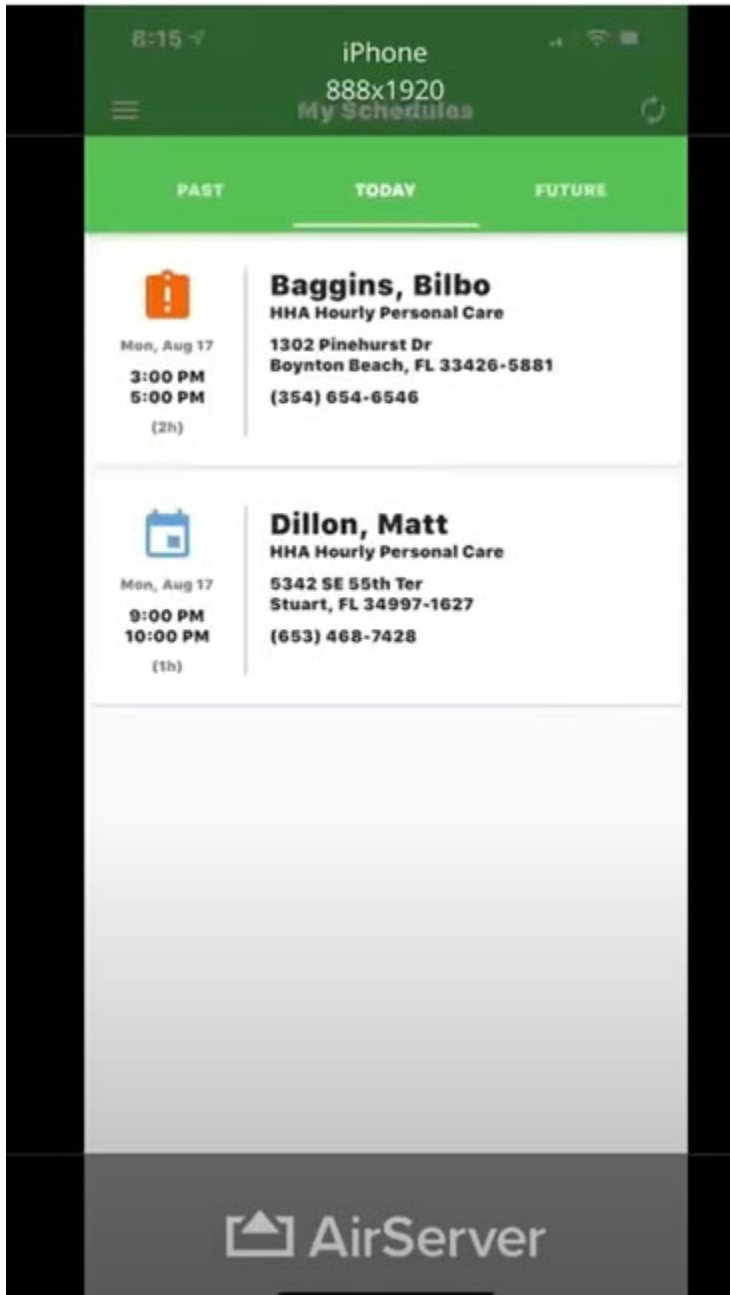 8:15
iPhone
888x1920
My Schedules
PAST TODAY FUTURE
Baggins, Bilbo
HHA Hourly Personal Care
Mon, Aug 17
1302 Pinehurst Dr
Boynton Beach, FL 33426-5881
3:00 PM
5:00 PM
(354) 654-6546
(2h)
Dillon, Matt
HHA Hourly Personal Care
Mon, Aug 17
5342 SE 55th Ter
Stuart, FL 34997-1627
9:00 PM
10:00 PM
(653) 468-7428
(1h)
AirServer